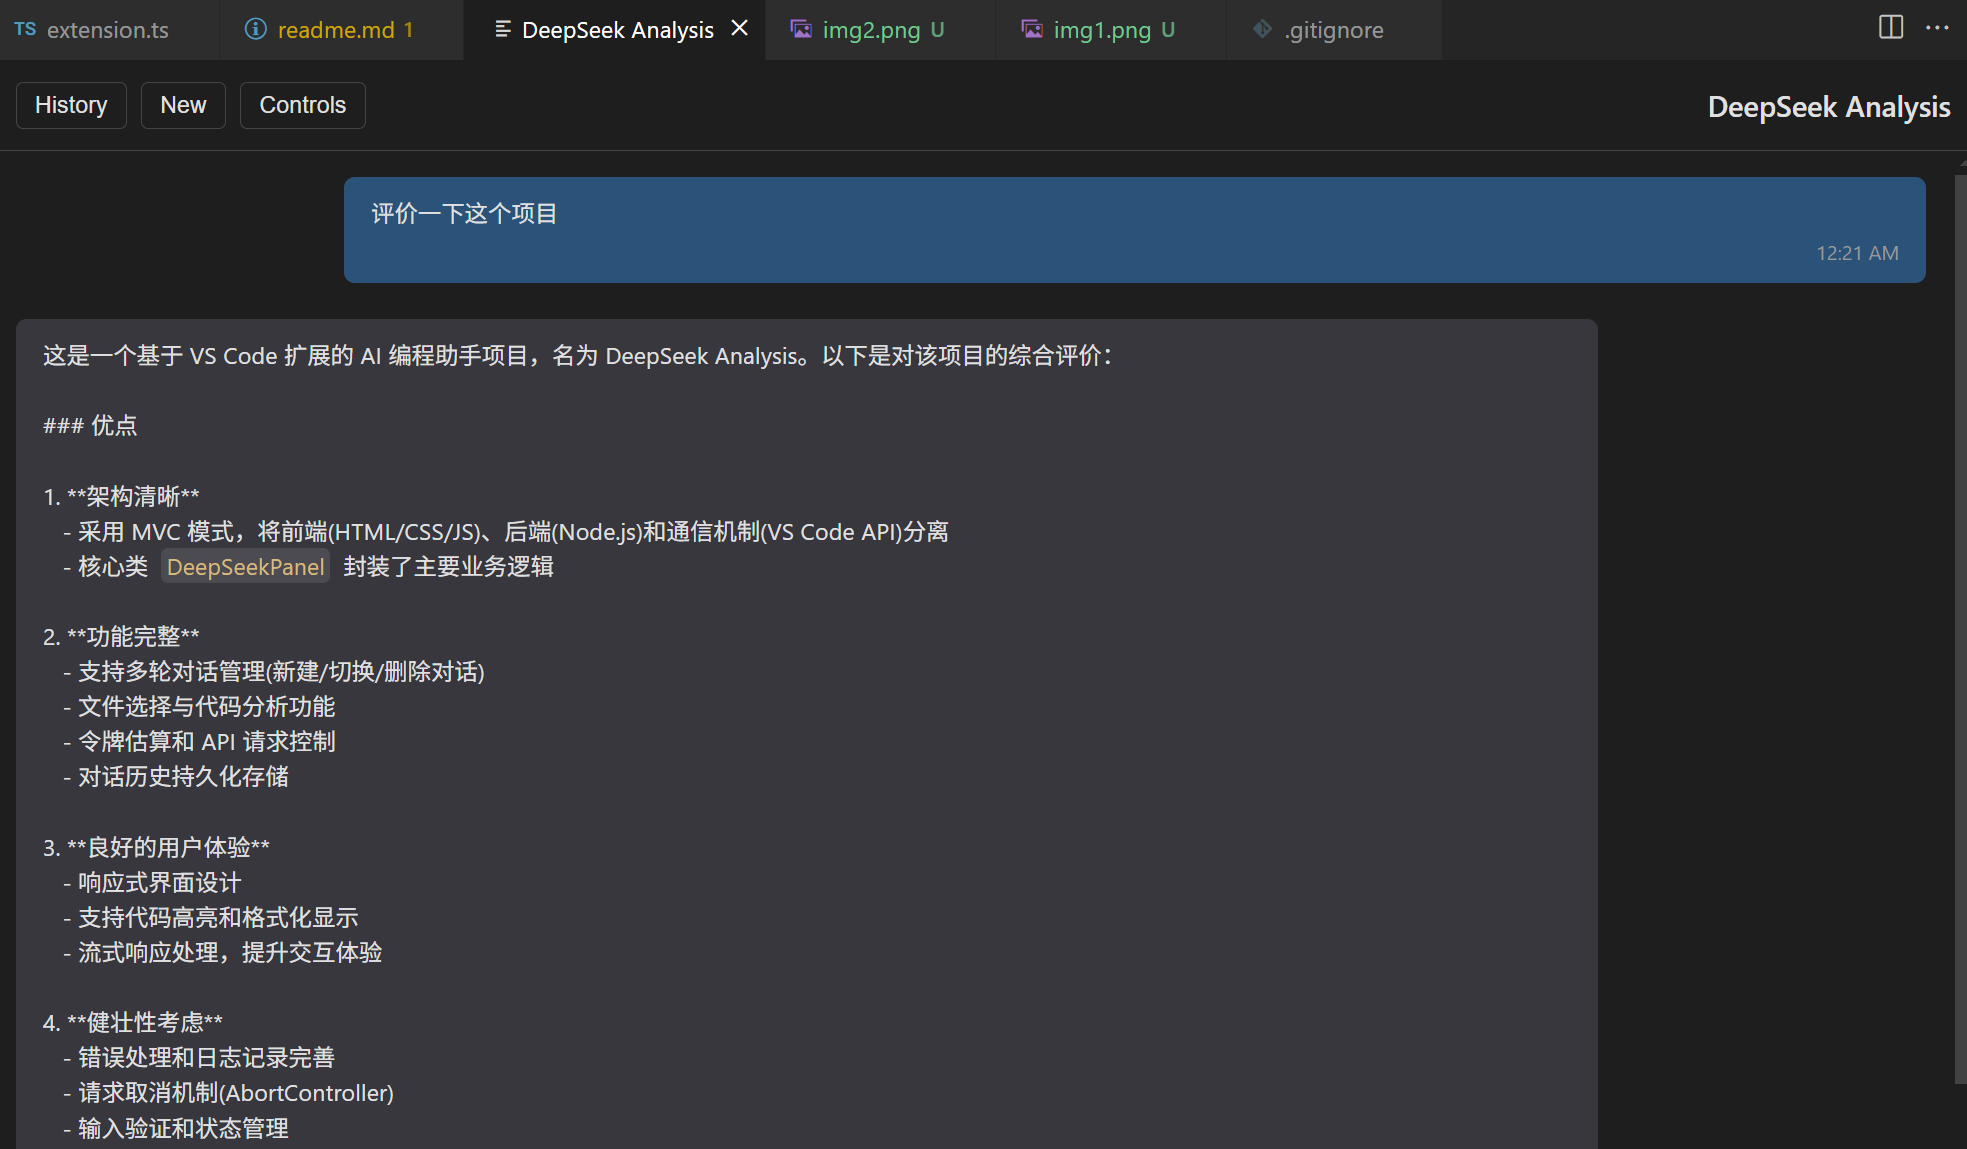 TS extension.ts
readme.md 1
DeepSeek Analysis
img2.png U
img1.png U
.gitignore
History
New
Controls
DeepSeek Analysis
评价一下这个项目
12:21 AM
这是一个基于 VS Code 扩展的 AI 编程助手项目，名为 DeepSeek Analysis。以下是对该项目的综合评价：
### 优点
1. **架构清晰**
- 采用 MVC 模式，将前端(HTML/CSS/JS)、后端(Node.js)和通信机制(VS Code API)分离
- 核心类 DeepSeekPanel 封装了主要业务逻辑
2. **功能完整**
- 支持多轮对话管理(新建/切换/删除对话)
- 文件选择与代码分析功能
- 令牌估算和 API 请求控制
- 对话历史持久化存储
3. **良好的用户体验**
- 响应式界面设计
- 支持代码高亮和格式化显示
- 流式响应处理，提升交互体验
4. **健壮性考虑**
- 错误处理和日志记录完善
- 请求取消机制(AbortController)
- 输入验证和状态管理